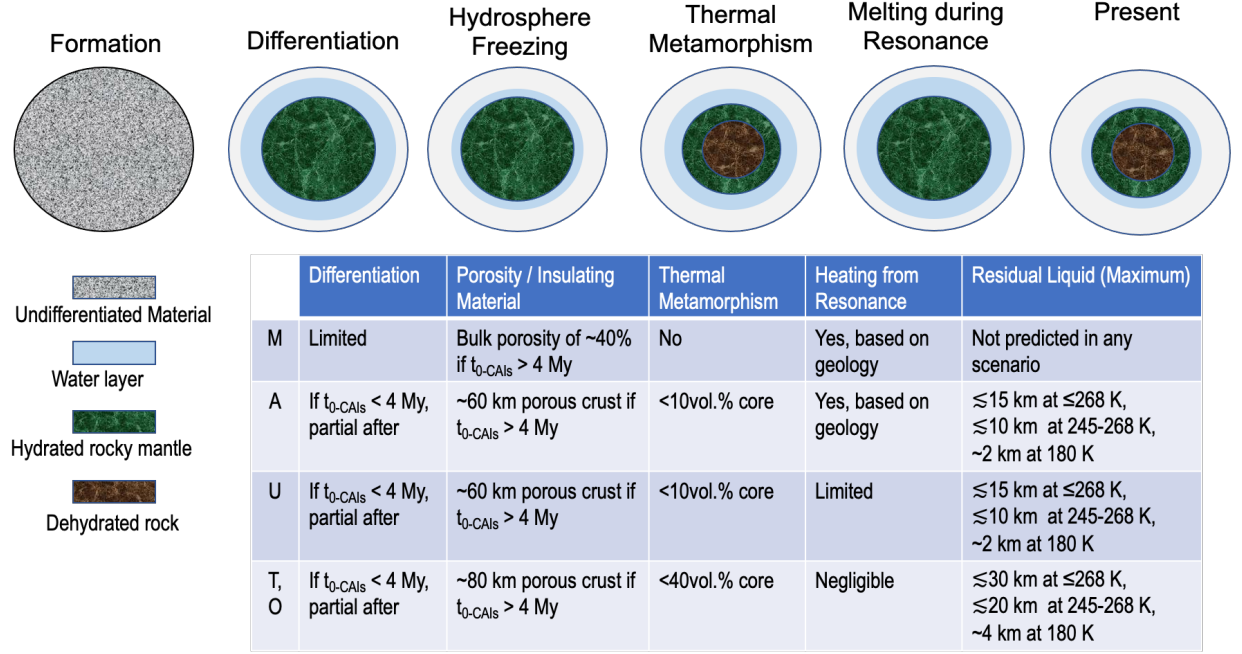 Formation
Differentiation
Hydrosphere
Freezing
Thermal
Metamorphism
Melting during
Resonance
Present
Undifferentiated Material
Water layer
Hydrated rocky mantle
Dehydrated rock
Differentiation
Porosity / Insulating
Material
Thermal
Metamorphism
Heating from
Resonance
Residual Liquid (Maximum)
M
Limited
Bulk porosity of ~40%
if t0-CAIs > 4 My
No
Yes, based on
geology
Not predicted in any
scenario
A
If t0-CAIs < 4 My,
partial after
~60 km porous crust if
t0-CAIs > 4 My
<10vol.% core
Yes, based on
geology
≲15 km at ≤268 K,
≲10 km at 245-268 K,
~2 km at 180 K
U
If t0-CAIs < 4 My,
partial after
~60 km porous crust if
t0-CAIs > 4 My
<10vol.% core
Limited
≲15 km at ≤268 K,
≲10 km at 245-268 K,
~2 km at 180 K
T,
O
If t0-CAIs < 4 My,
partial after
~80 km porous crust if
t0-CAIs > 4 My
<40vol.% core
Negligible
≲30 km at ≤268 K,
≲20 km at 245-268 K,
~4 km at 180 K